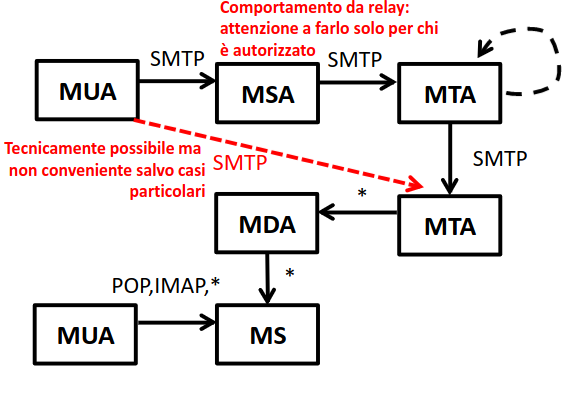 Comportamento da relay:
attenzione a farlo solo per chi
è autorizzato
SMTP
SMTP
MUA
MSA
MTA
Tecnicamente possibile ma
non conveniente salvo casi
particolari
SMTP
SMTP
*
MDA
MTA
*
POP,IMAP,*
MUA
MS